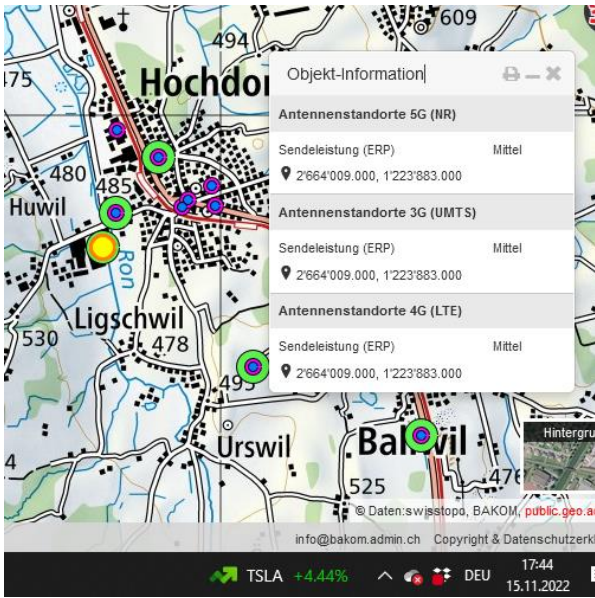 609
494
475
Hochdor
Objekt-Information
Antennenstandorte 5G (NR)
Sendeleistung (ERP) Mittel
2'664'009.000, 1'223'883.000
Antennenstandorte 3G (UMTS)
Sendeleistung (ERP) Mittel
2'664'009.000, 1'223'883.000
Antennenstandorte 4G (LTE)
Sendeleistung (ERP) Mittel
2'664'009.000, 1'223'883.000
480
485
Huwil
Ron
Ligschwil
530
478
495
Urswil
Ballwil
Hintergru
4
525
476
© Daten:swisstopo, BAKOM, public.geo.a
info@bakom.admin.ch Copyright & Datenschutzerkl
TSLA +4.44% DEU 17:44
15.11.2022